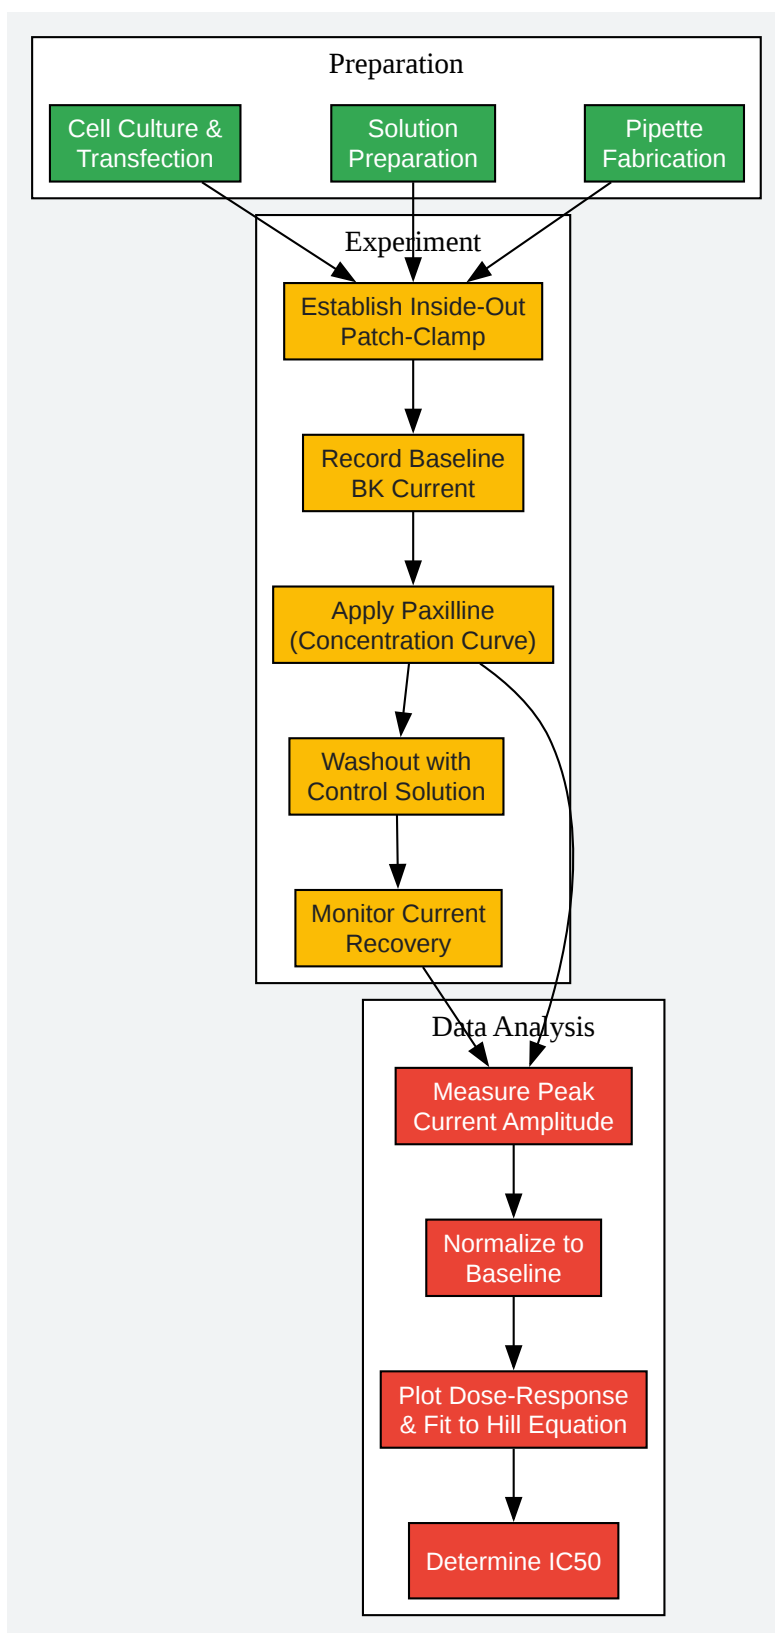 Preparation
Cell Culture &
Transfection
Solution
Preparation
Pipette
Fabrication
Experiment
Establish Inside-Out
Patch-Clamp
Record Baseline
BK Current
Apply Paxilline
(Concentration Curve)
Washout with
Control Solution
Monitor Current
Recovery
Data Analysis
Measure Peak
Current Amplitude
Normalize to
Baseline
Plot Dose-Response
& Fit to Hill Equation
Determine IC50